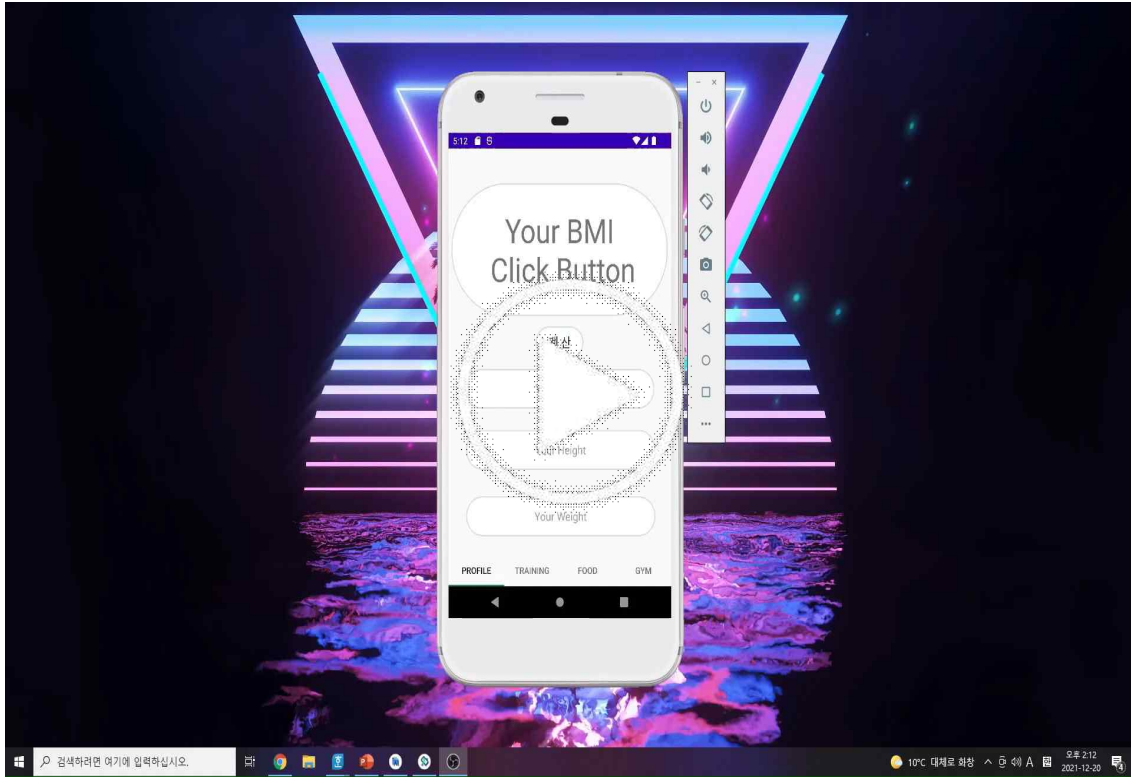 5:12
Your BMI
Click Button
계산
Your Height
Your Weight
PROFILE TRAINING FOOD GYM
검색하려면 여기에 입력하십시오.
10°C 대체로 화창
A
오후 2:12
2021-12-20
4